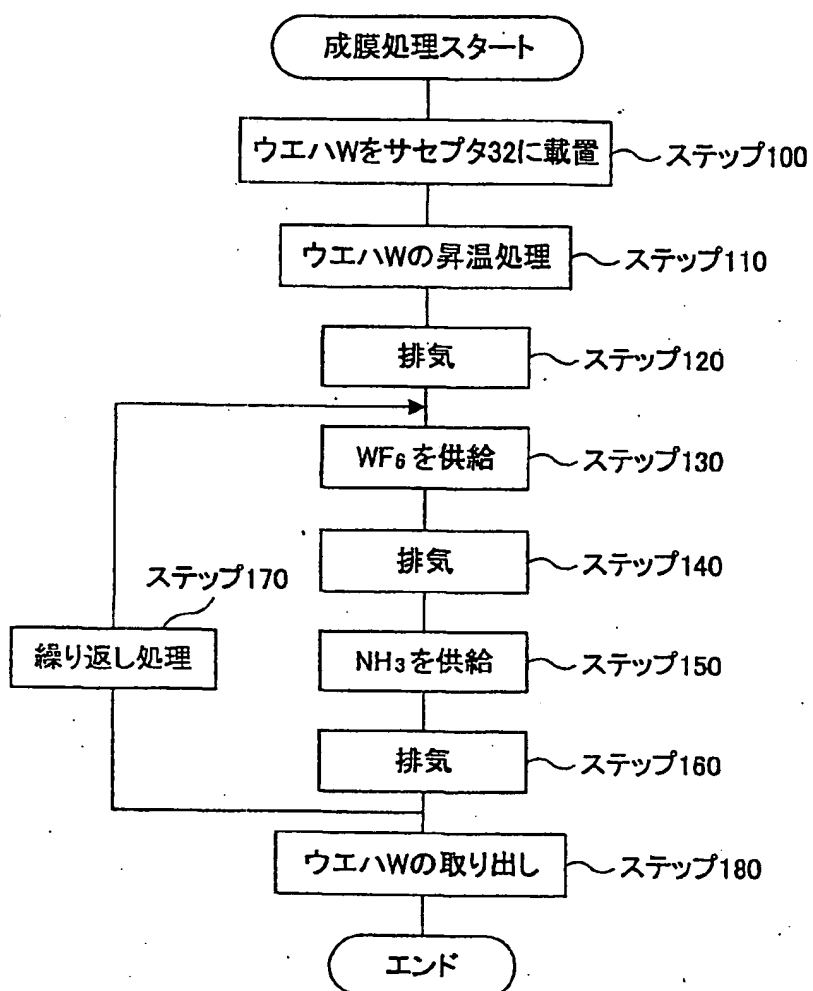 成膜処理スタート
ウエハWをサセプタ32に載置
ステップ100
ウエハWの昇温処理
ステップ110
排気
ステップ120
WF₆を供給
ステップ130
排気
ステップ140
ステップ170
繰り返し処理
NH₃を供給
ステップ150
排気
ステップ160
ウエハWの取り出し
ステップ180
エンド